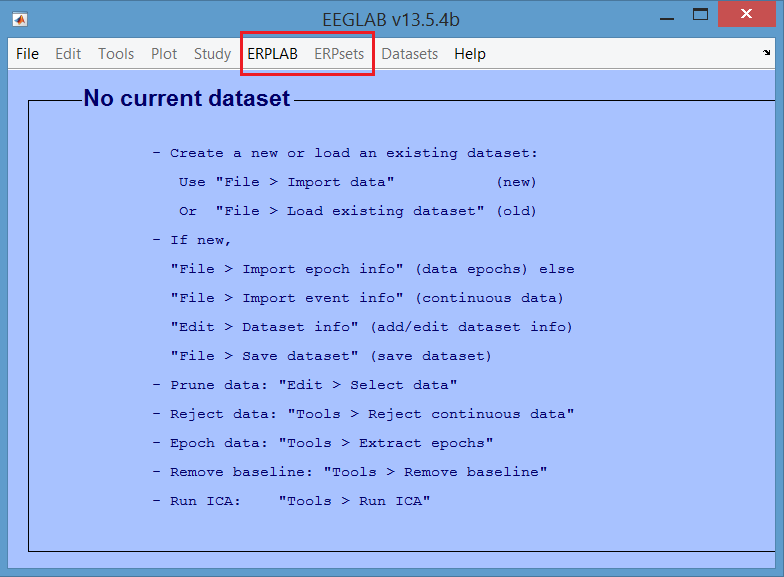 EEGLAB v13.5.4b
File Edit Tools Plot Study ERPLAB ERPsets Datasets Help
No current dataset
- Create a new or load an existing dataset:
Use "File > Import data" (new)
Or "File > Load existing dataset" (old)
- If new,
"File > Import epoch info" (data epochs) else
"File > Import event info" (continuous data)
"Edit > Dataset info" (add/edit dataset info)
"File > Save dataset" (save dataset)
- Prune data: "Edit > Select data"
- Reject data: "Tools > Reject continuous data"
- Epoch data: "Tools > Extract epochs"
- Remove baseline: "Tools > Remove baseline"
- Run ICA: "Tools > Run ICA"